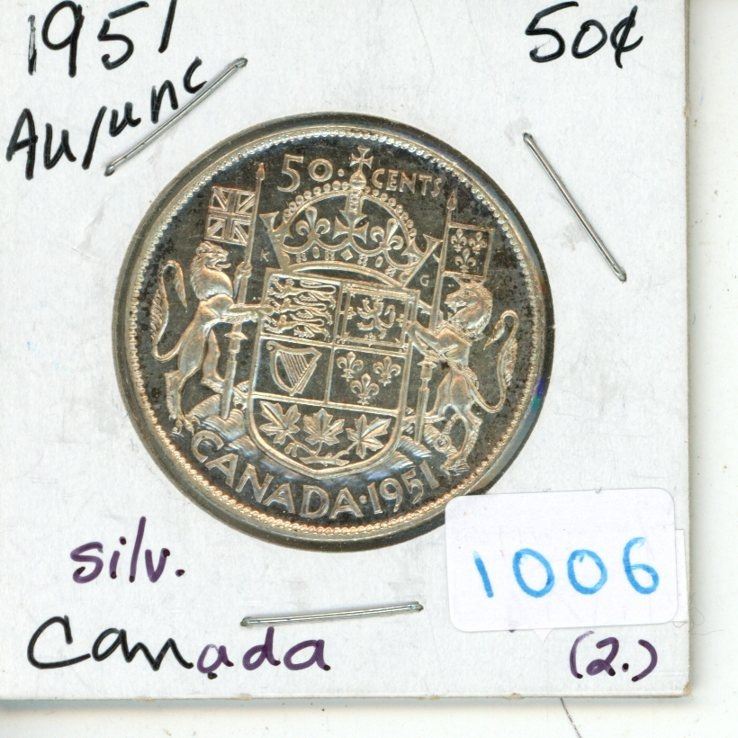 1951
50¢
AU/unc
50. CENTS
K G
CANADA·1951
silv.
1006
Canada
(2.)